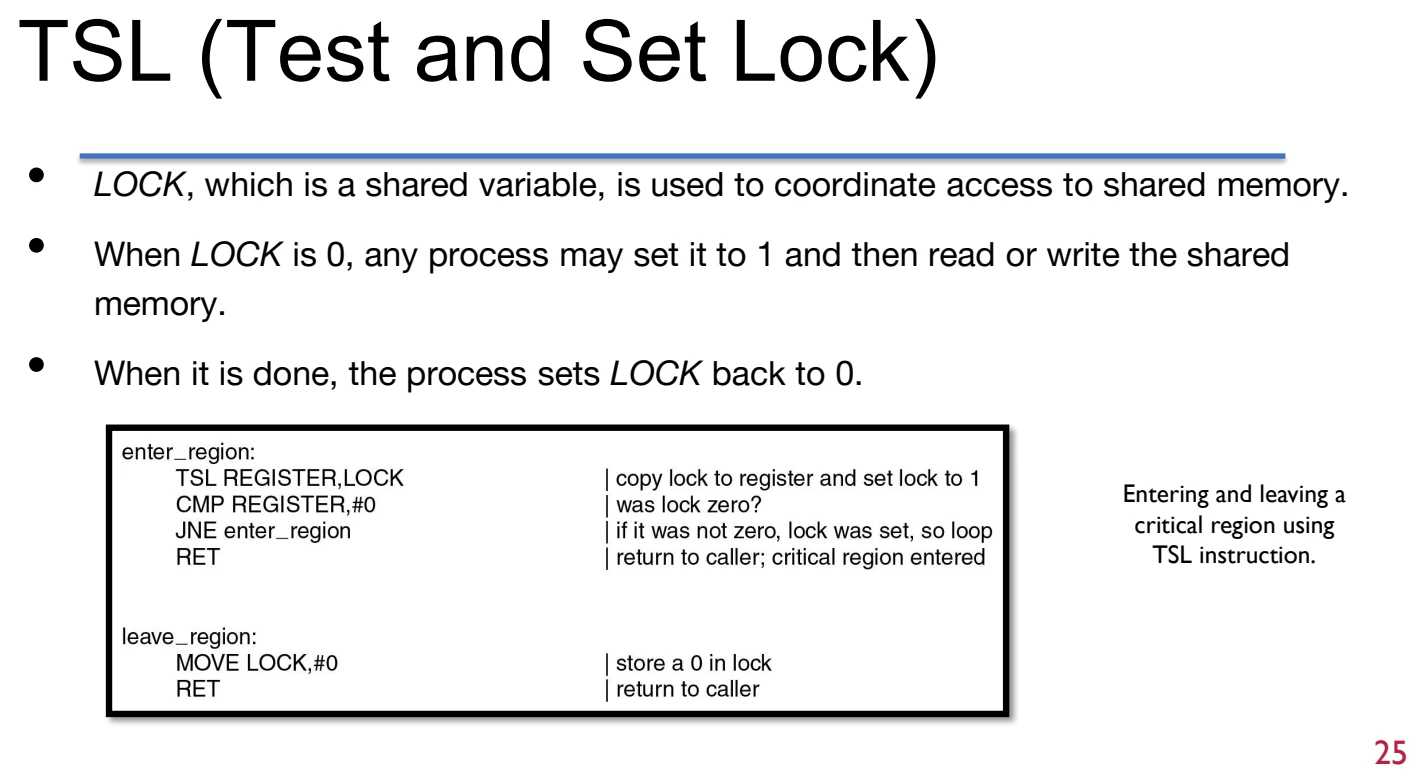 TSL (Test and Set Lock)
• LOCK, which is a shared variable, is used to coordinate access to shared memory.
• When LOCK is 0, any process may set it to 1 and then read or write the shared
memory.
• When it is done, the process sets LOCK back to 0.
enter_region:
TSL REGISTER,LOCK | copy lock to register and set lock to 1
CMP REGISTER,#0 | was lock zero?
JNE enter_region | if it was not zero, lock was set, so loop
RET | return to caller; critical region entered
leave_region:
MOVE LOCK,#0 | store a 0 in lock
RET | return to caller
Entering and leaving a
critical region using
TSL instruction.
25